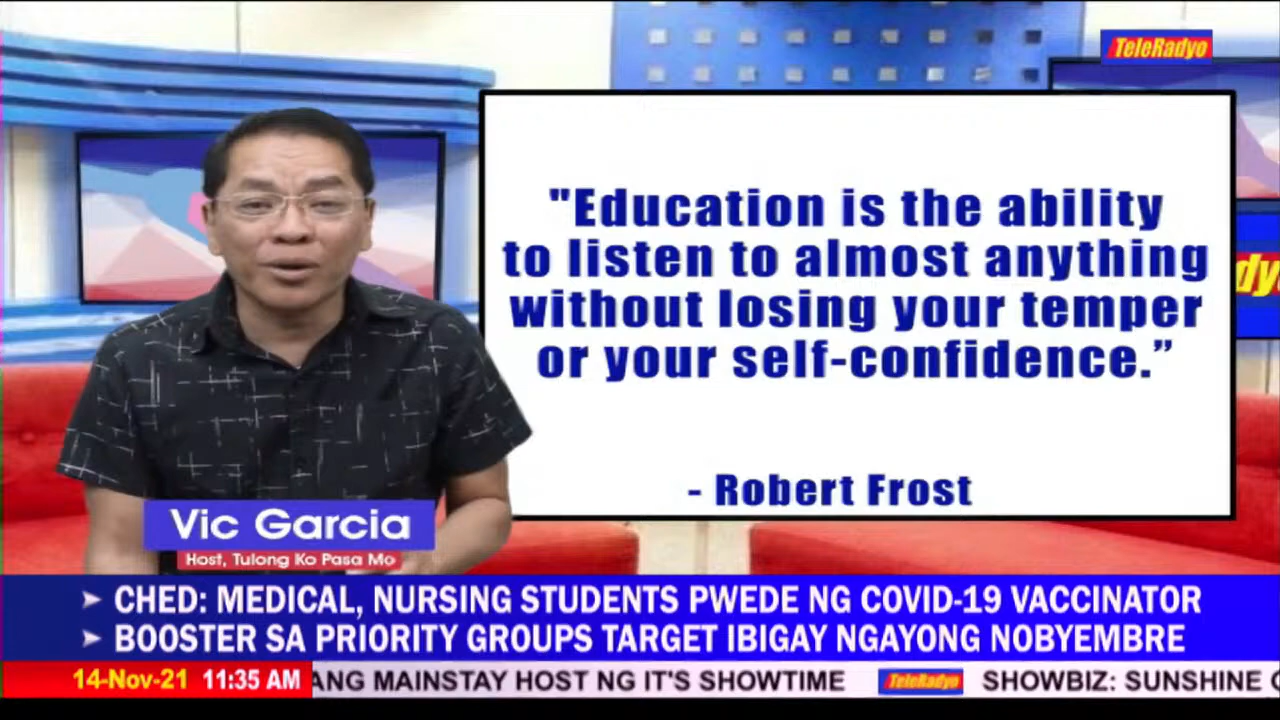 TeleRadyo
"Education is the ability
to listen to almost anything
without losing your temper
or your self-confidence.”
- Robert Frost
dyo
Vic Garcia
Host, Tulong Ko Pasa Mo
➤ CHED: MEDICAL, NURSING STUDENTS PWEDE NG COVID-19 VACCINATOR
➤ BOOSTER SA PRIORITY GROUPS TARGET IBIGAY NGAYONG NOBYEMBRE
14-Nov-21 11:35 AM ANG MAINSTAY HOST NG IT'S SHOWTIME TeleRadyo SHOWBIZ: SUNSHINE